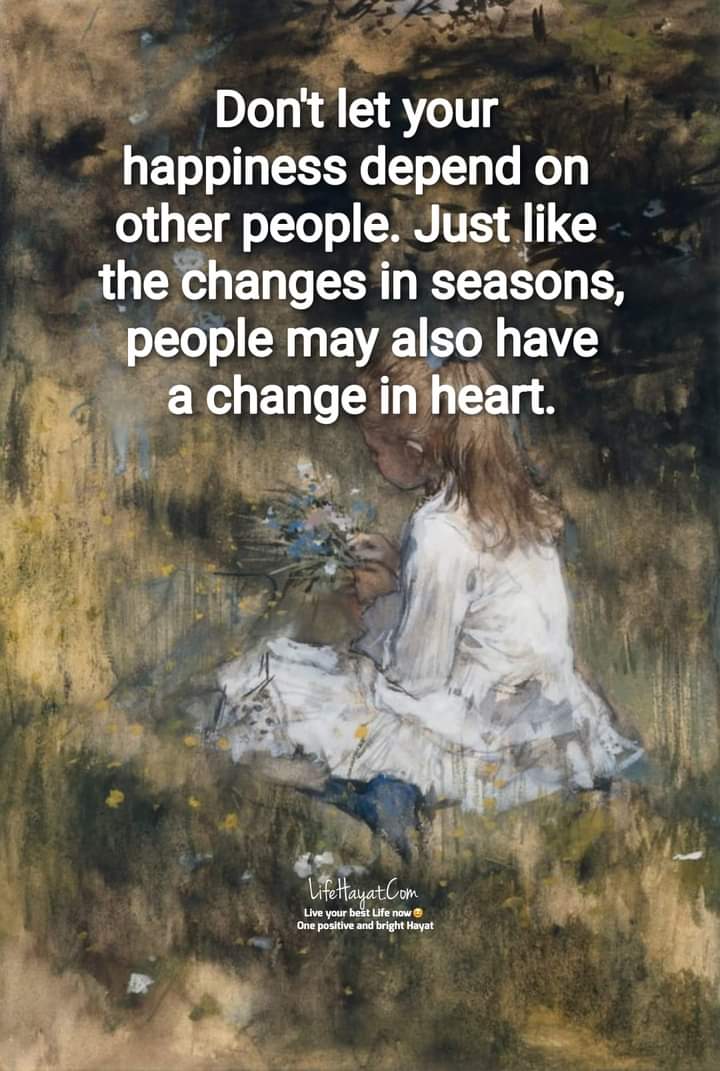 Don't let your
happiness depend on
other people. Just like
the changes in seasons,
people may also have
a change in heart.
LifeHayat.Com
Live your best Life now😊
One positive and bright Hayat